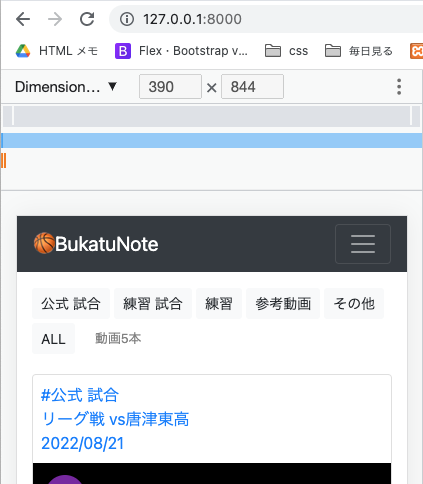 127.0.0.1:8000
HTML メモ
Flex · Bootstrap v…
css
毎日見る
Dimension… ▼ 390 × 844
🏀BukatuNote
公式 試合 練習 試合 練習 参考動画 その他
ALL 動画5本
#公式 試合
リーグ戦 vs唐津東高
2022/08/21